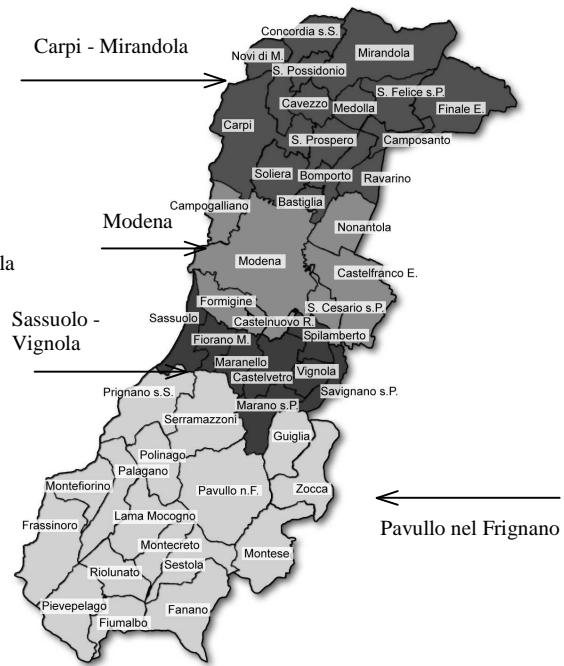 Concordia s.S.
Carpi - Mirandola
Novi di M.
Mirandola
S. Possidonio
S. Felice s.P.
Cavezzo
Medolla
Finale E.
Carpi
S. Prospero
Camposanto
Soliera
Bomporto
Ravarino
Campogalliano
Bastiglia
Modena
Nonantola
la
Modena
Castelfranco E.
Formigine
S. Cesario s.P.
Sassuolo -
Vignola
Sassuolo
Castelnuovo R.
Spilamberto
Fiorano M.
Maranello
Vignola
Castelvetro
Prignano s.S.
Savignano s.P.
Marano s.P.
Serramazzoni
Guiglia
Polinago
Palagano
Montefiorino
Pavullo n.F.
Zocca
Lama Mocogno
Frassinoro
Pavullo nel Frignano
Montecreto
Montese
Sestola
Riolunato
Pievepelago
Fanano
Fiumalbo